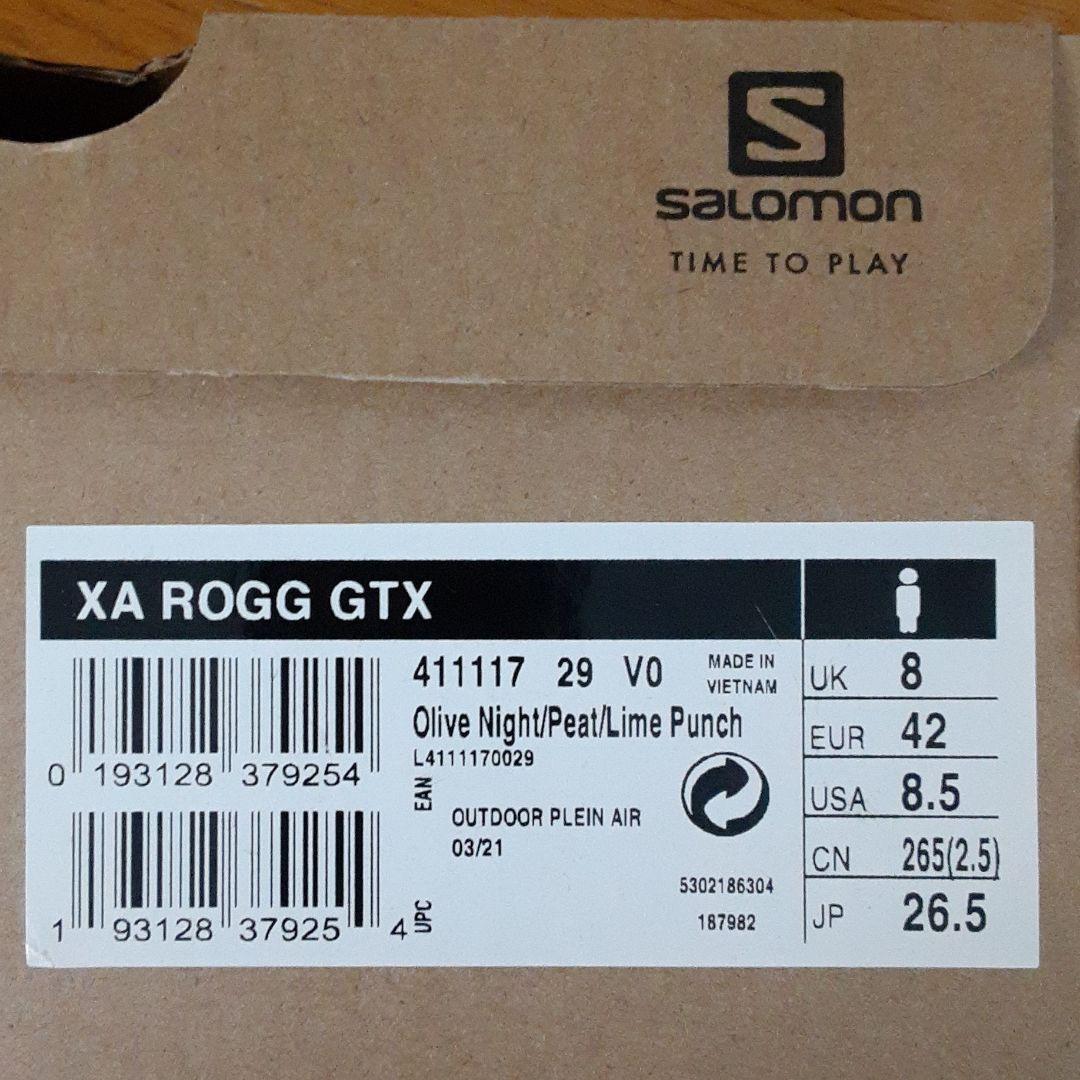 S
salomon
TIME TO PLAY
XA ROGG GTX
411117 29 V0
MADE IN
VIETNAM
Olive Night/Peat/Lime Punch
L4111170029
0 193128 379254
EAN
OUTDOOR PLEIN AIR
03/21
5302186304
187982
1 93128 37925 4
UPC
UK 8
EUR 42
USA 8.5
CN 265(2.5)
JP 26.5